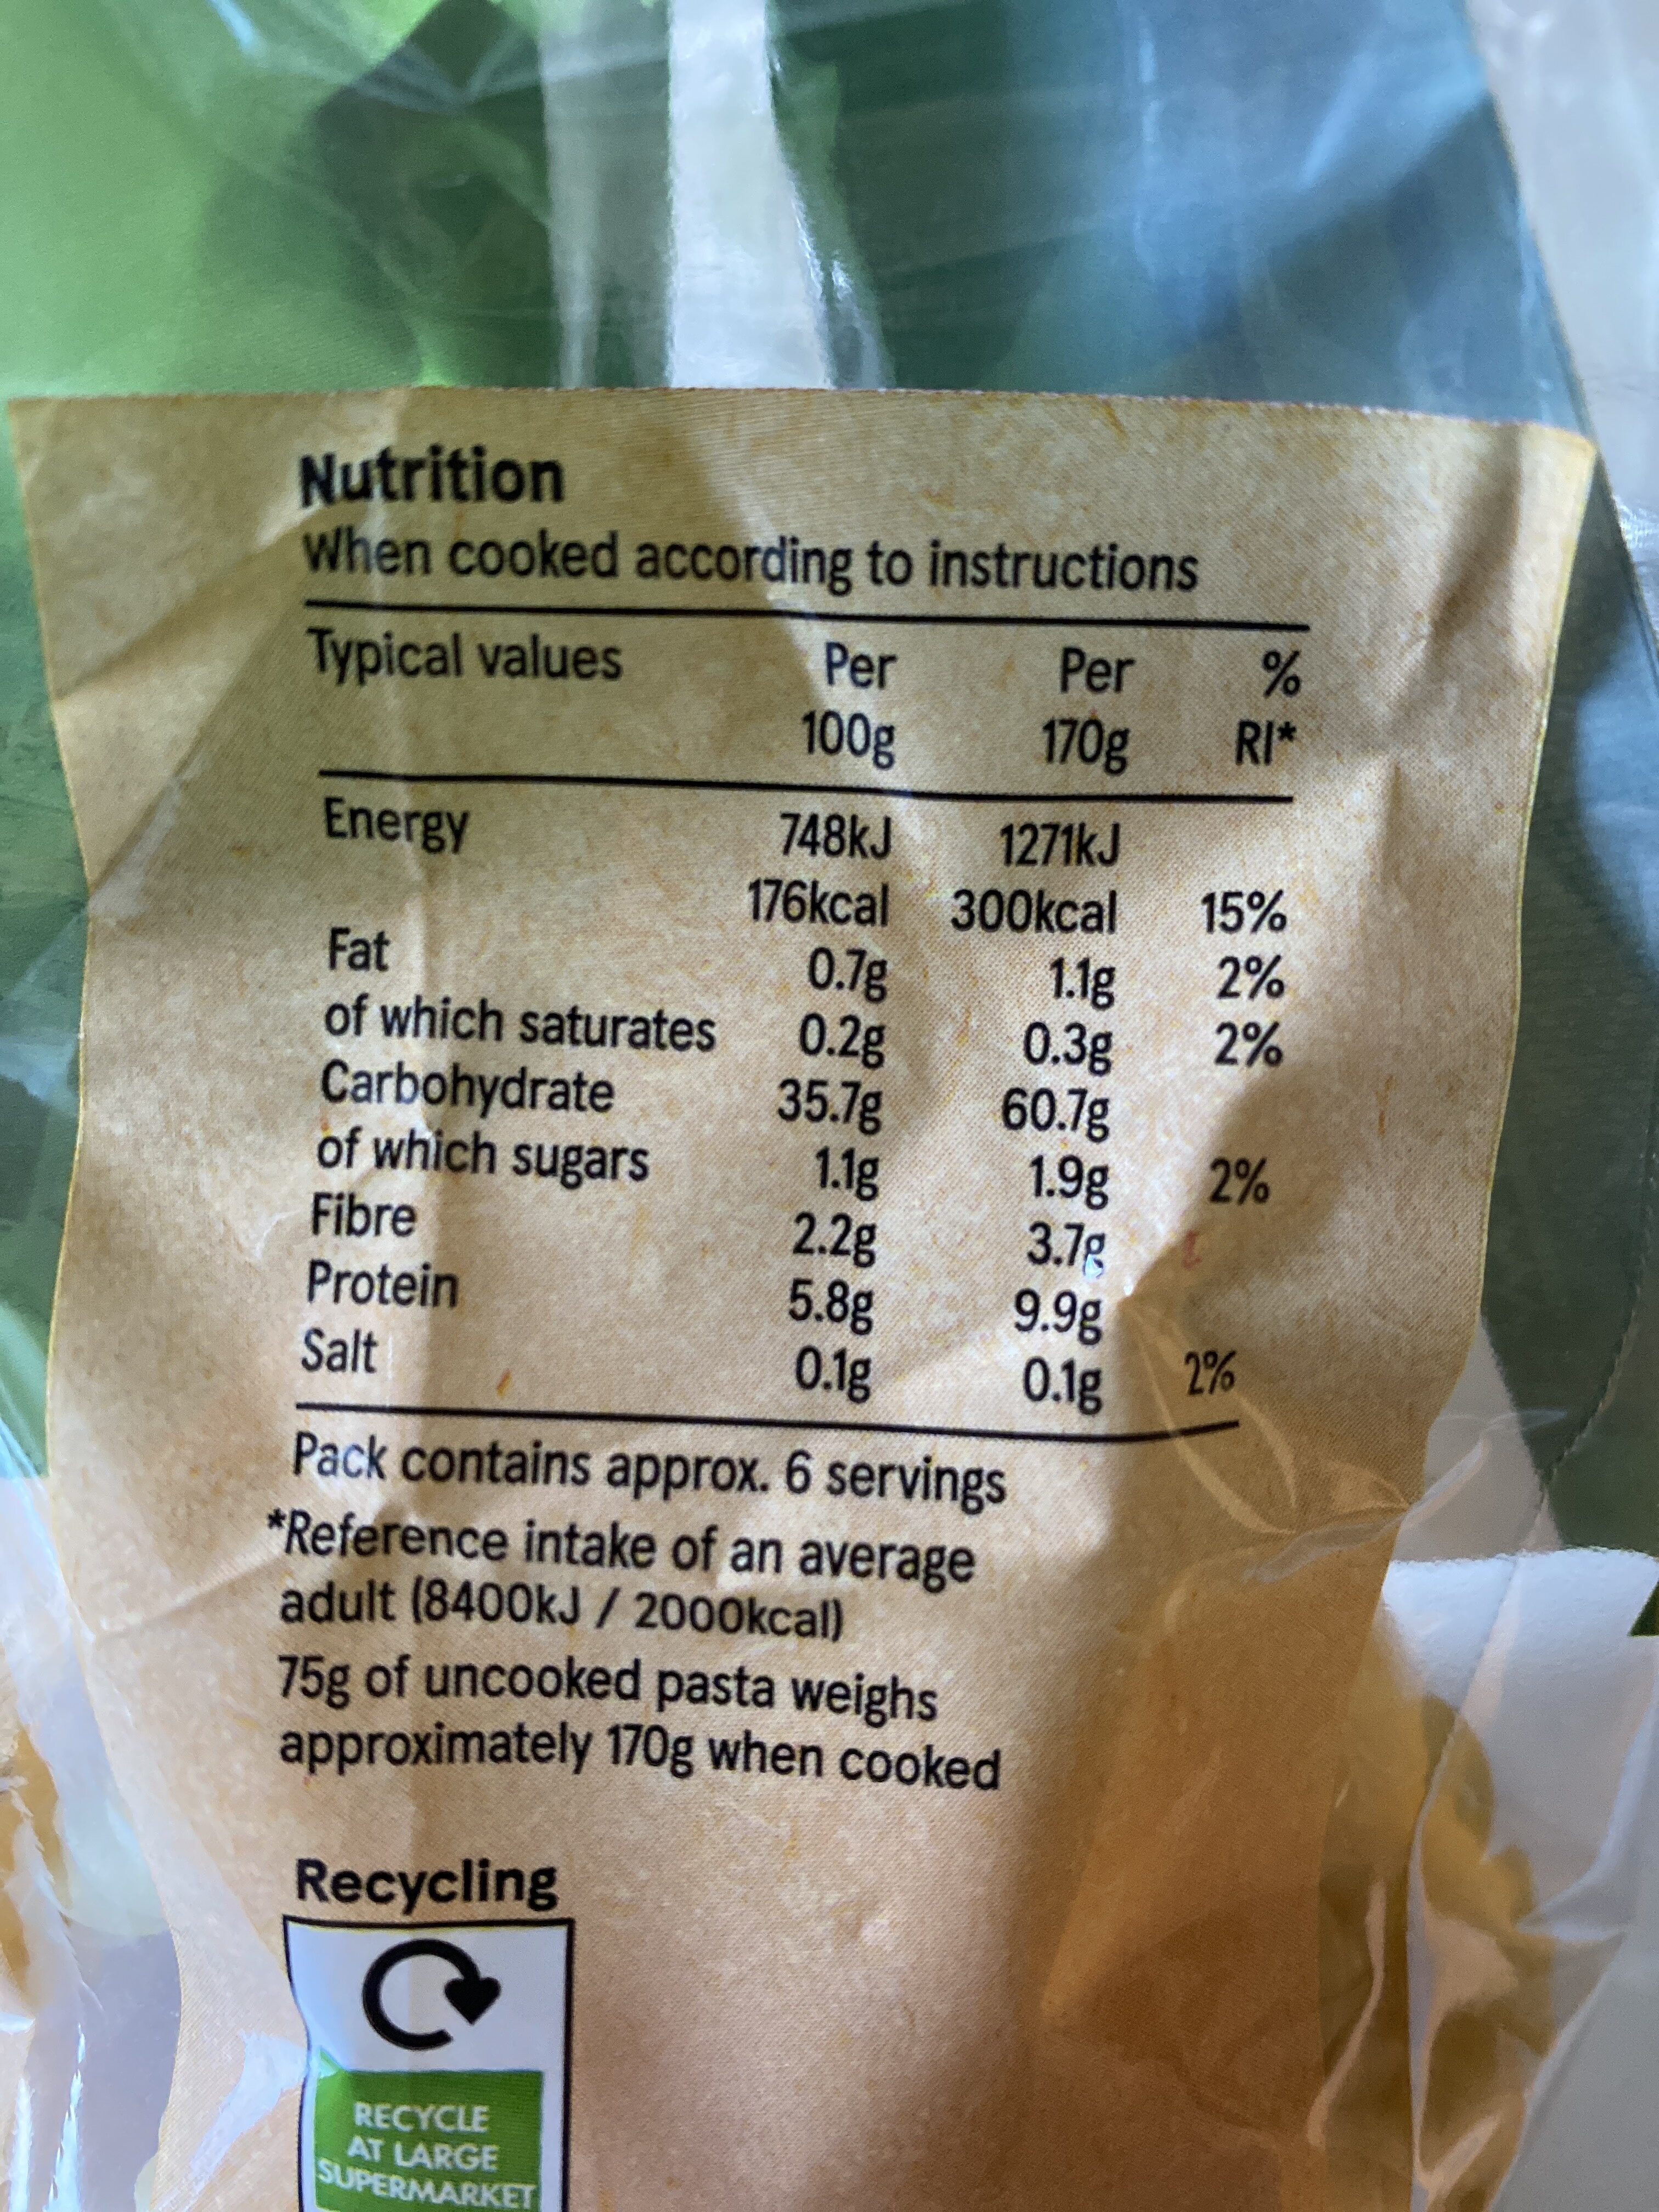 Nutrition
When cooked according to instructions
Typical values Per Per %
100g 170g RI*
Energy 748kJ 1271kJ
176kcal 300kcal 15%
Fat 0.7g 1.1g 2%
of which saturates 0.2g 0.3g 2%
Carbohydrate 35.7g 60.7g
of which sugars 1.1g 1.9g 2%
Fibre 2.2g 3.7g
Protein 5.8g 9.9g
Salt 0.1g 0.1g 2%
Pack contains approx. 6 servings
*Reference intake of an average
adult (8400kJ / 2000kcal)
75g of uncooked pasta weighs
approximately 170g when cooked
Recycling
RECYCLE
AT LARGE
SUPERMARKET